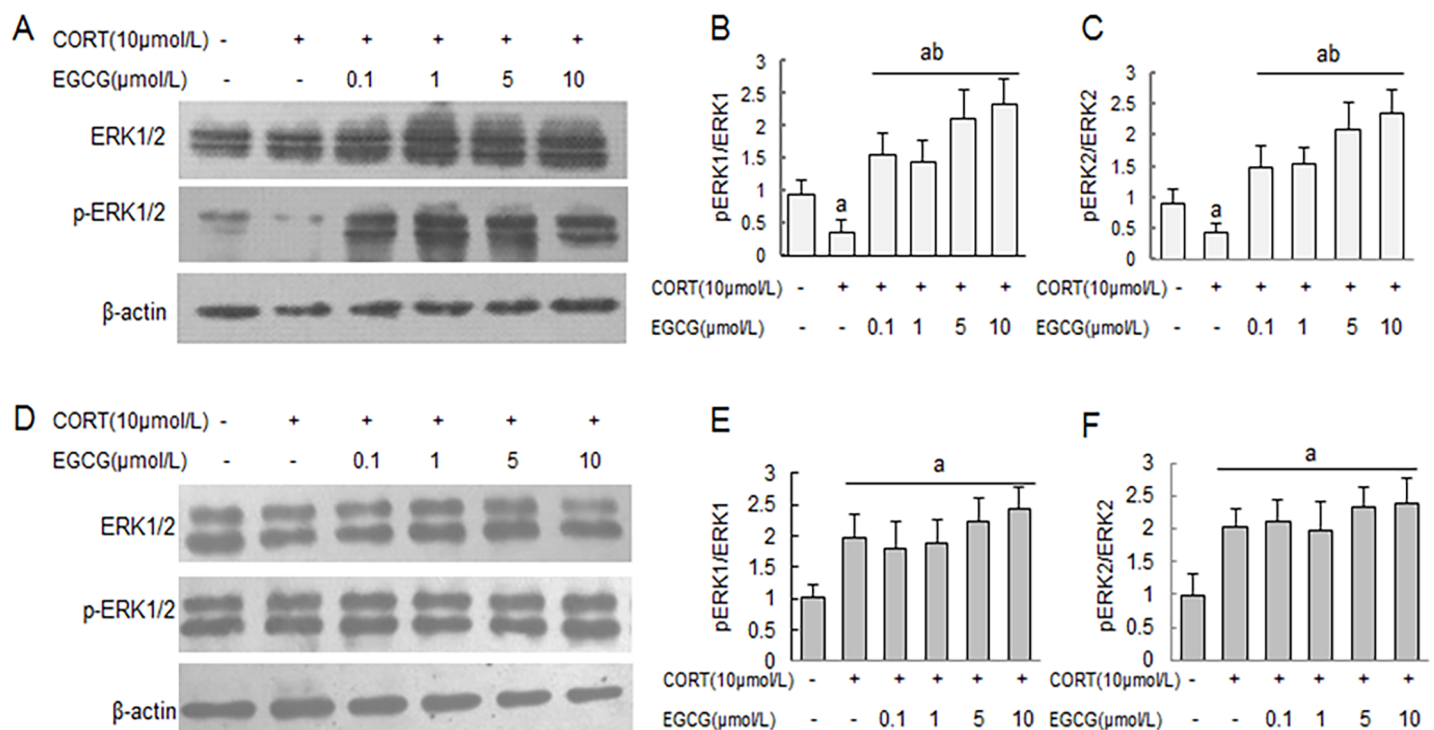 A
CORT(10µmol/L) - + + + + +
EGCG(µmol/L) - - 0.1 1 5 10
ERK1/2
p-ERK1/2
β-actin
B
ab
3
2.5
2
1.5
1
0.5
0
pERK1/ERK1
a
CORT(10µmol/L) - + + + + +
EGCG(µmol/L) - - 0.1 1 5 10
C
ab
3
2.5
2
1.5
1
0.5
0
pERK2/ERK2
a
CORT(10µmol/L) - + + + + +
EGCG(µmol/L) - - 0.1 1 5 10
D
CORT(10µmol/L) - + + + + +
EGCG(µmol/L) - - 0.1 1 5 10
ERK1/2
p-ERK1/2
β-actin
E
a
3
2.5
2
1.5
1
0.5
0
pERK1/ERK1
CORT(10µmol/L) - + + + + +
EGCG(µmol/L) - - 0.1 1 5 10
F
a
3
2.5
2
1.5
1
0.5
0
pERK2/ERK2
CORT(10µmol/L) - + + + + +
EGCG(µmol/L) - - 0.1 1 5 10